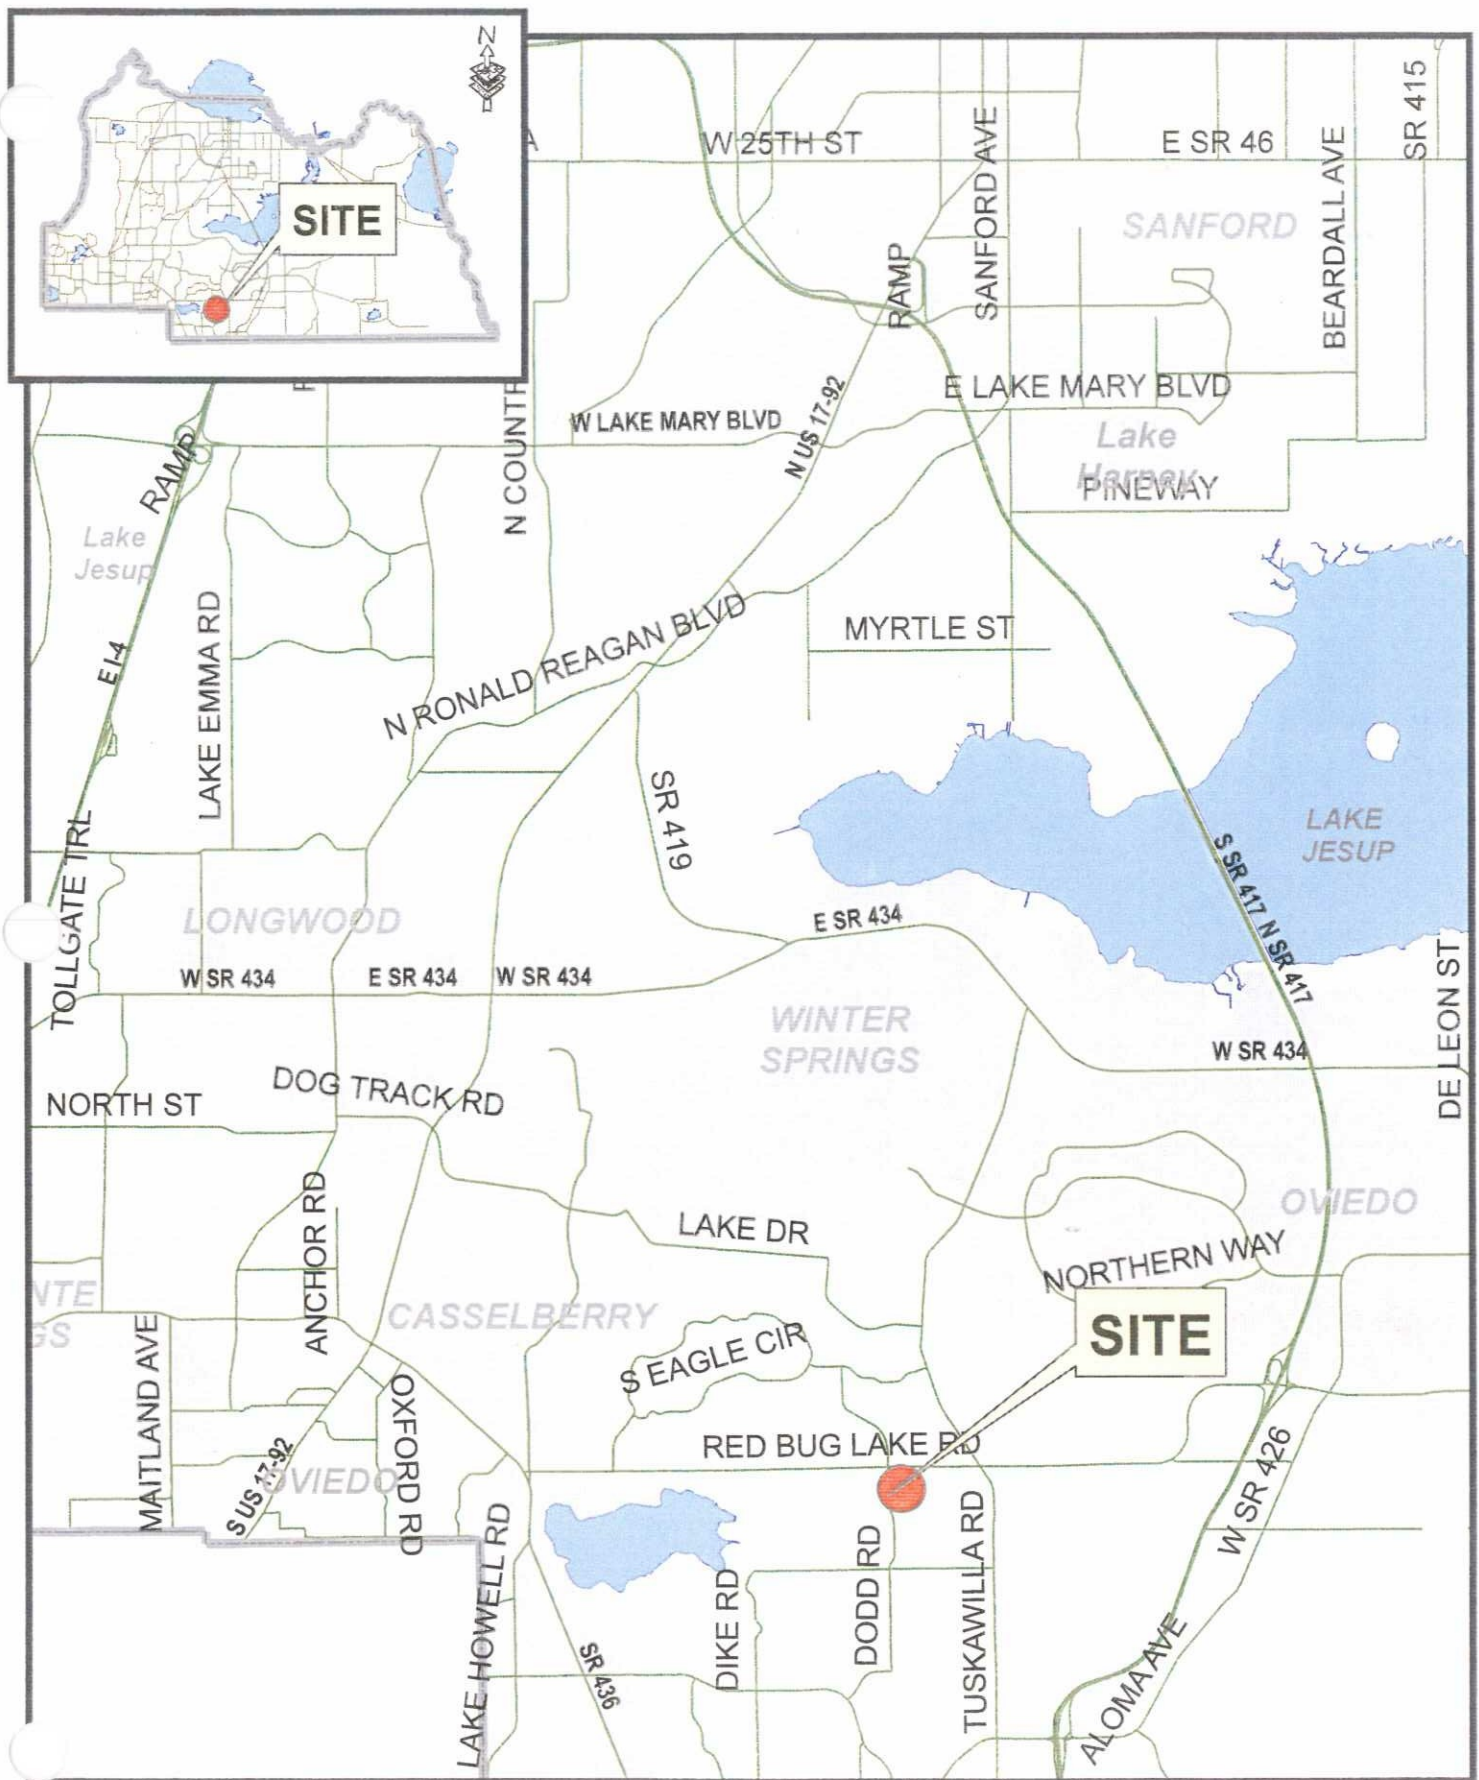 N
SITE
A
W 25TH ST
SANFORD AVE
E SR 46
BEARDALL AVE
SR 415
SANFORD
RAMP
E LAKE MARY BLVD
W LAKE MARY BLVD
N US 17-92
N COUNTR
RAMP
Lake
Harney
PINEWAY
Lake
Jesup
E I-4
LAKE EMMA RD
N RONALD REAGAN BLVD
MYRTLE ST
SR 419
LAKE
JESUP
S SR 417 N SR 417
TOLLGATE TRL
LONGWOOD
E SR 434
W SR 434
E SR 434
W SR 434
WINTER
SPRINGS
W SR 434
DE LEON ST
NORTH ST
DOG TRACK RD
ANCHOR RD
LAKE DR
OVIEDO
NORTHERN WAY
NTE
GS
CASSELBERRY
SITE
MAITLAND AVE
S EAGLE CIR
OXFORD RD
RED BUG LAKE RD
S US 17-92
OVIEDO
W SR 426
LAKE HOWELL RD
DIKE RD
DODD RD
TUSKAWILLA RD
SR 436
ALOMA AVE